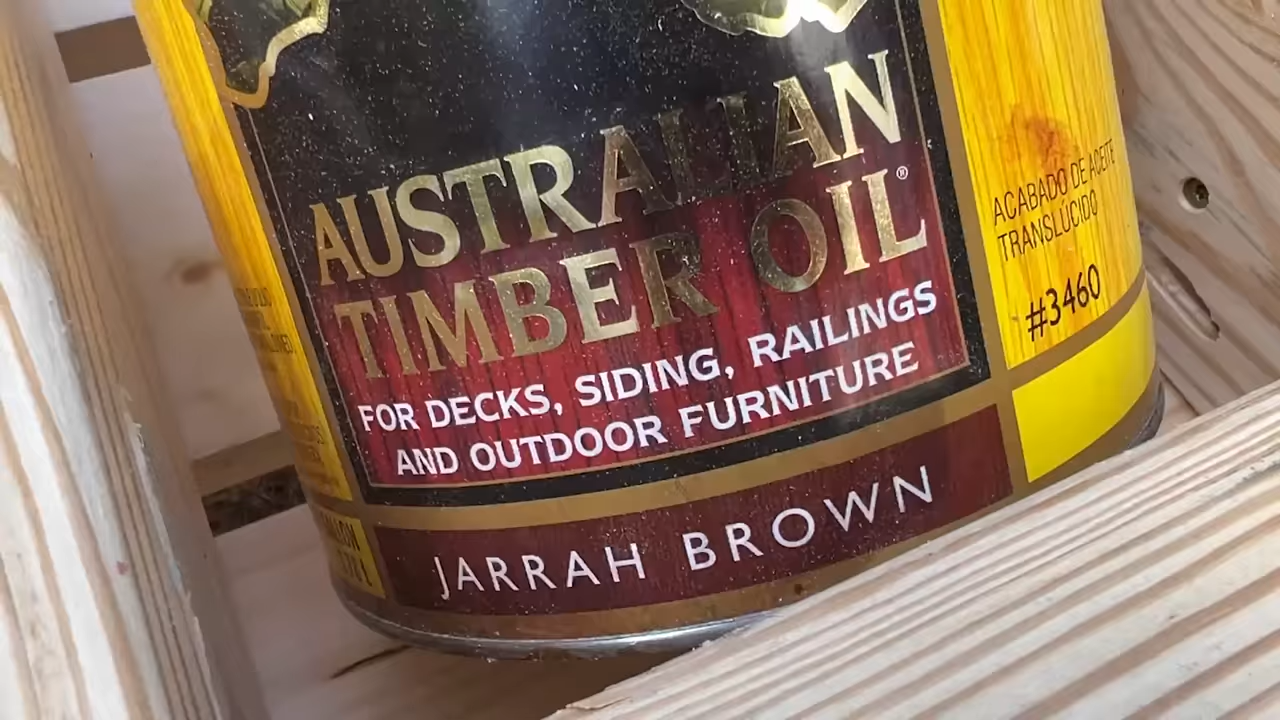 AUSTRALIAN
TIMBER OIL®
FOR DECKS, SIDING, RAILINGS
AND OUTDOOR FURNITURE
JARRAH BROWN
ACABADO DE ACEITE
TRANSLÚCIDO
#3460